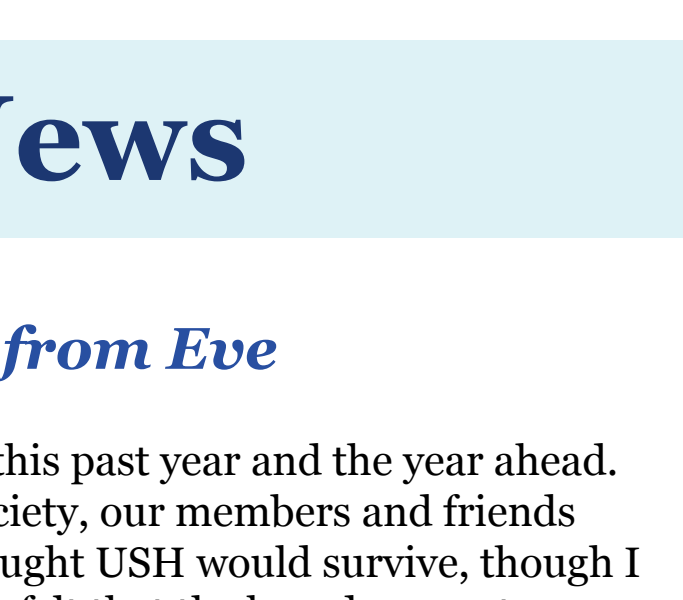 ews
from Eve
this past year and the year ahead.
ciety, our members and friends
ught USH would survive, though I